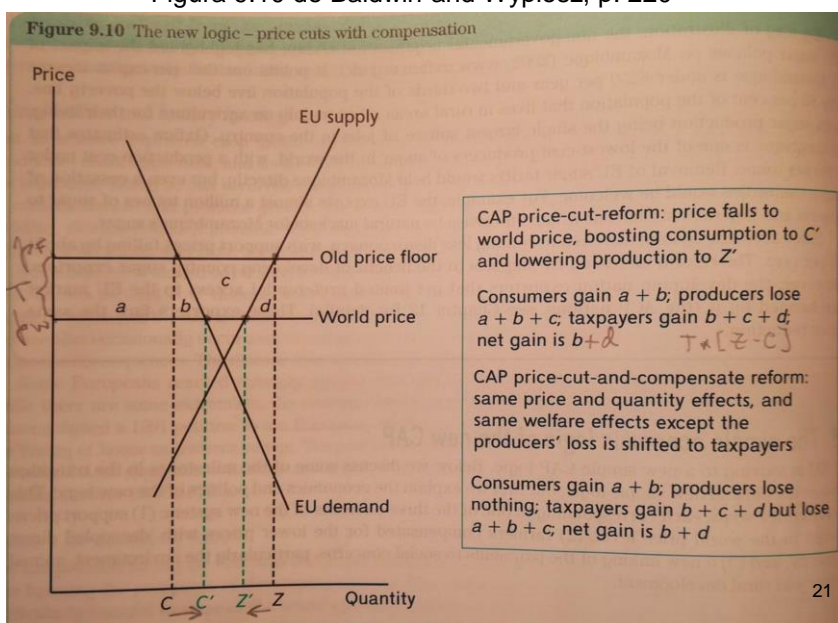 Figura 9.10 de Baldwin and Wyplosz, p. 226
Figure 9.10 The new logic – price cuts with compensation
Price
EU supply
Old price floor
c
a
b
d
World price
T
EU demand
C
C'
Z'
Z
Quantity
CAP price-cut-reform: price falls to
world price, boosting consumption to C'
and lowering production to Z'
Consumers gain a + b; producers lose
a + b + c; taxpayers gain b + c + d;
net gain is b+d T*[Z-C]
CAP price-cut-and-compensate reform:
same price and quantity effects, and
same welfare effects except the
producers' loss is shifted to taxpayers
Consumers gain a + b; producers lose
nothing; taxpayers gain b + c + d but lose
a + b + c; net gain is b + d
21